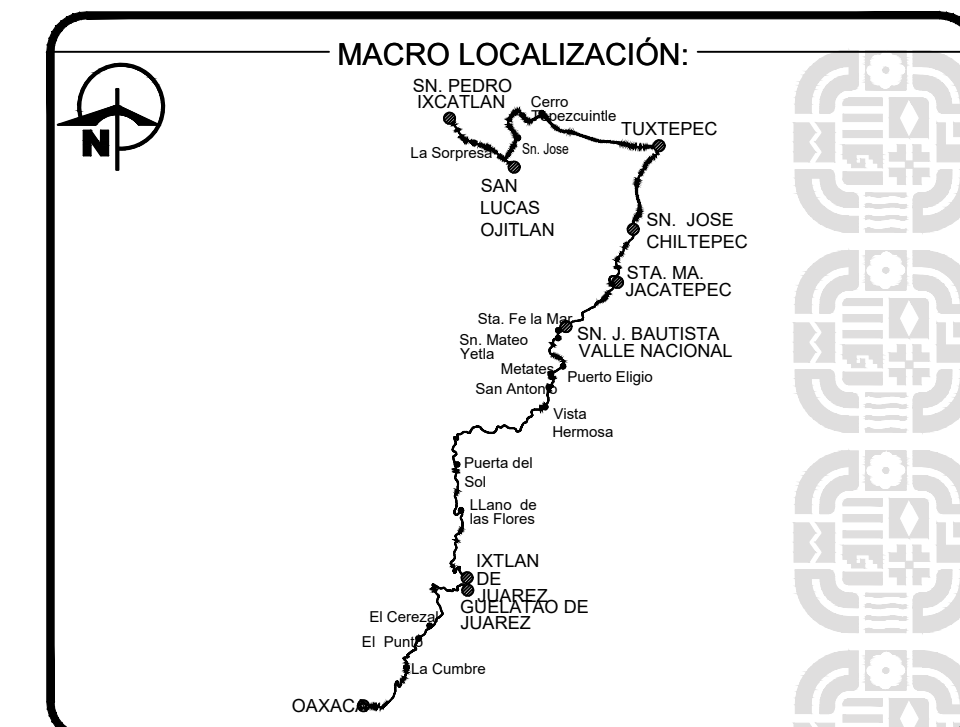 MACRO LOCALIZACIÓN:
N
SN. PEDRO
IXCATLAN
Cerro
Tepezcuintle
TUXTEPEC
La Sorpresa
Sn. Jose
SAN
LUCAS
OJITLAN
SN. JOSE
CHILTEPEC
STA. MA.
JACATEPEC
Sta. Fe la Mar
SN. J. BAUTISTA
VALLE NACIONAL
Sn. Mateo
Yetla
Metates
Puerto Eligio
San Antonio
Vista
Hermosa
Puerta del
Sol
LLano de
las Flores
IXTLAN
DE
JUAREZ
GUELATAO DE
JUAREZ
El Cerezal
El Punto
La Cumbre
OAXACA